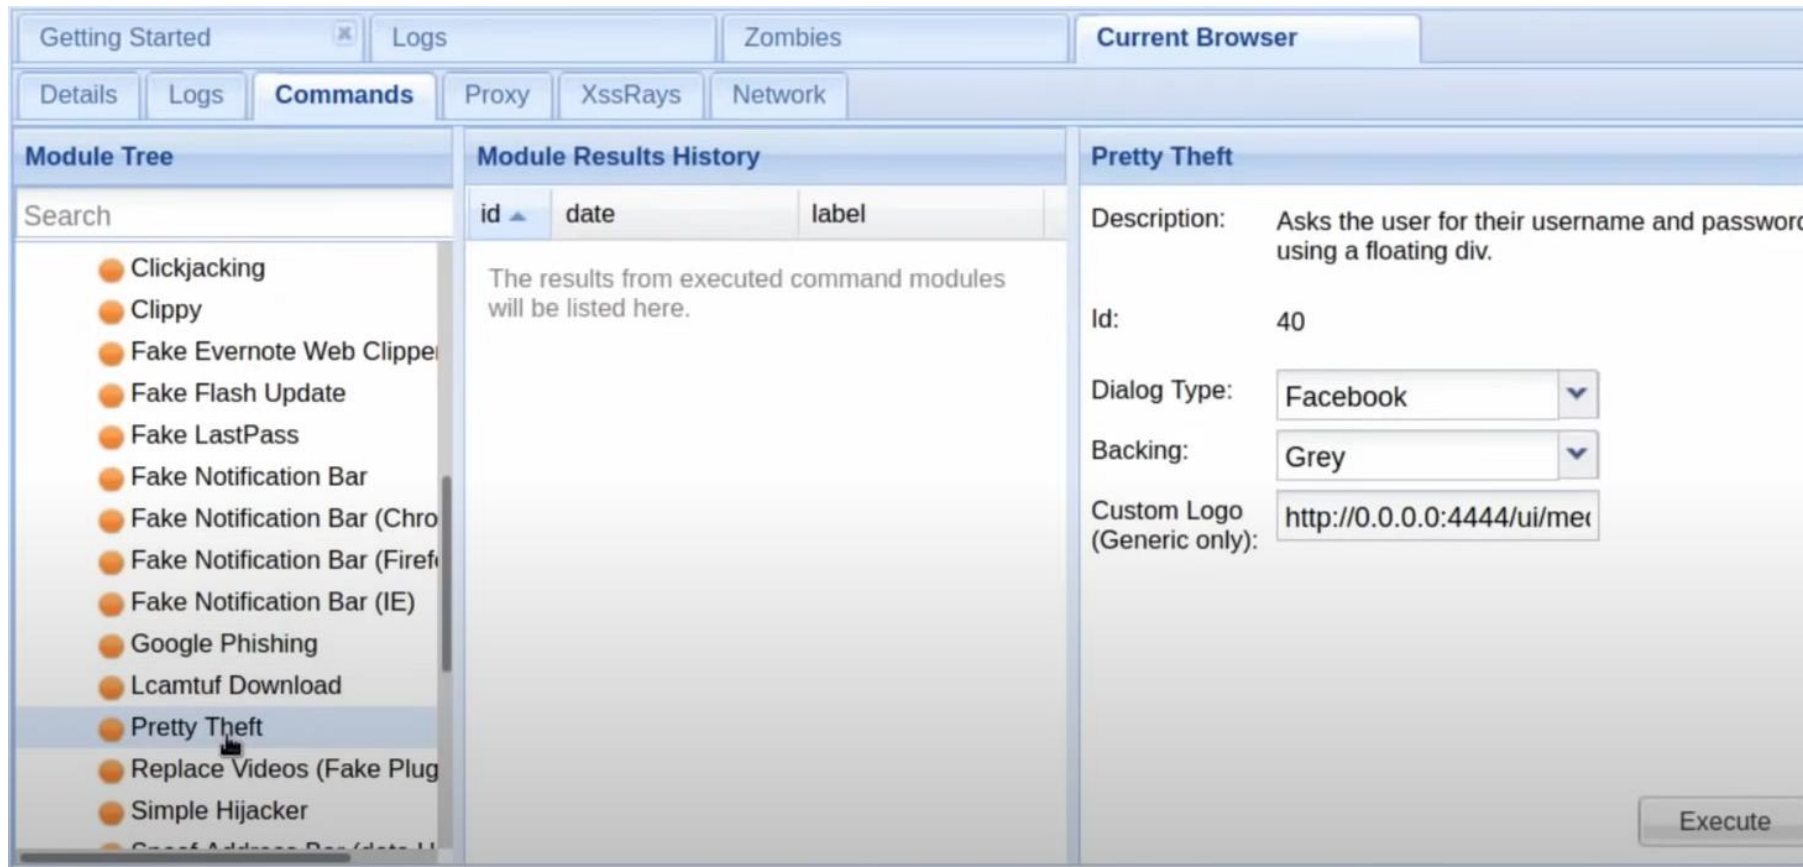 Getting Started
Logs
Zombies
Current Browser
Details
Logs
Commands
Proxy
XssRays
Network
Module Tree
Search
Clickjacking
Clippy
Fake Evernote Web Clipper
Fake Flash Update
Fake LastPass
Fake Notification Bar
Fake Notification Bar (Chro
Fake Notification Bar (Firef
Fake Notification Bar (IE)
Google Phishing
Lcamtuf Download
Pretty Theft
Replace Videos (Fake Plug
Simple Hijacker
Module Results History
id
date
label
The results from executed command modules
will be listed here.
Pretty Theft
Description:
Asks the user for their username and password
using a floating div.
Id:
40
Dialog Type:
Facebook
Backing:
Grey
Custom Logo
(Generic only):
http://0.0.0.0:4444/ui/med
Execute